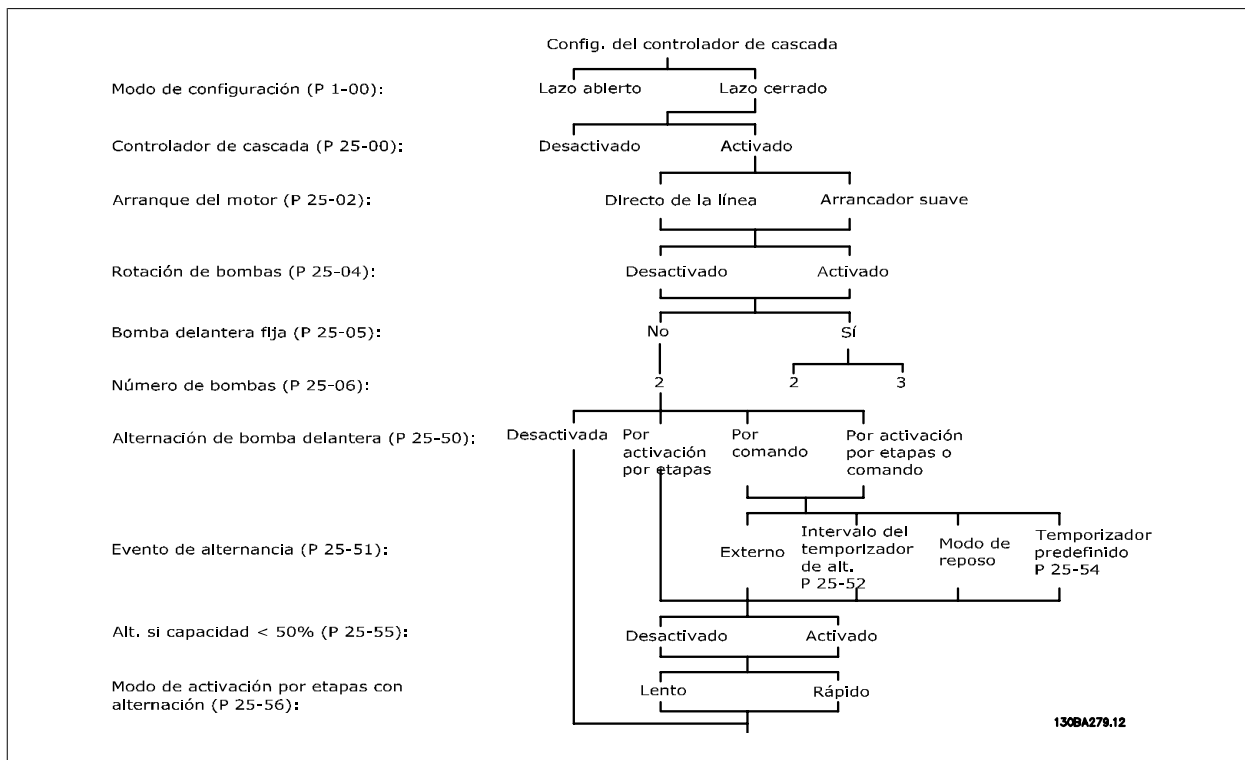 Config. del controlador de cascada
Modo de configuración (P 1-00):
Lazo abierto
Lazo cerrado
Controlador de cascada (P 25-00):
Desactivado
Activado
Arranque del motor (P 25-02):
Directo de la línea
Arrancador suave
Rotación de bombas (P 25-04):
Desactivado
Activado
Bomba delantera fija (P 25-05):
No
Sí
Número de bombas (P 25-06):
2
2
3
Alternación de bomba delantera (P 25-50):
Desactivada
Por
activación
por etapas
Por
comando
Por activación
por etapas o
comando
Evento de alternancia (P 25-51):
Externo
Intervalo del
temporizador
de alt.
P 25-52
Modo de
reposo
Temporizador
predefinido
P 25-54
Alt. si capacidad < 50% (P 25-55):
Desactivado
Activado
Modo de activación por etapas con
alternación (P 25-56):
Lento
Rápido
130BA279.12